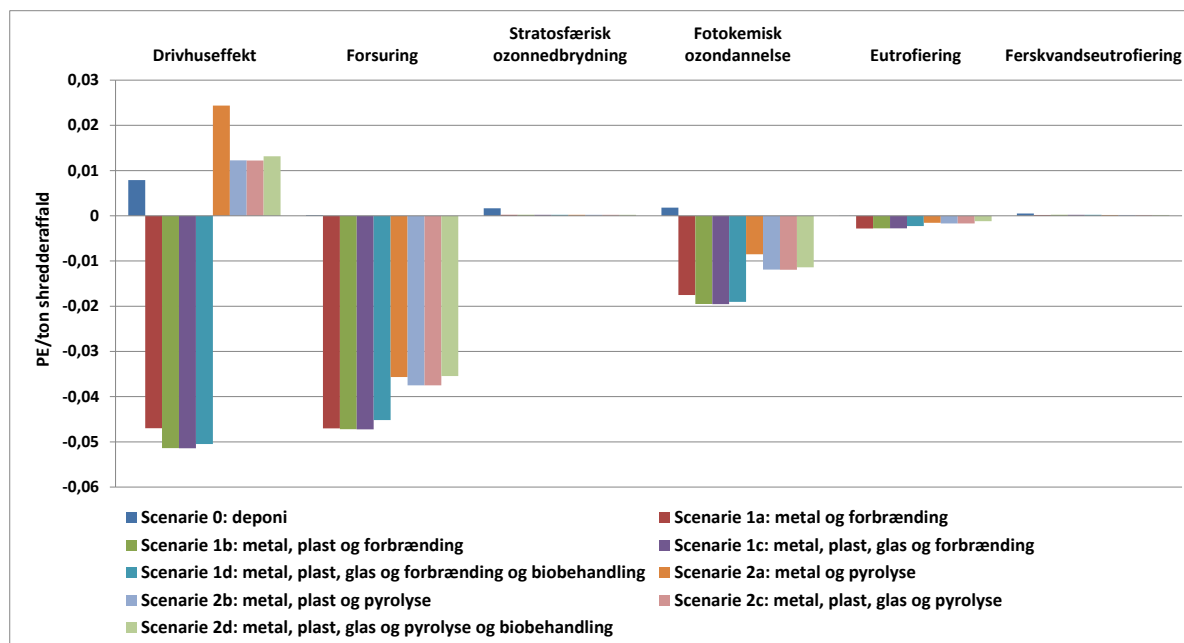 Drivhuseffekt
Forsuring
Stratosfærisk
ozonnedbrydning
Fotokemisk
ozondannelse
Eutrofiering
Ferskvandseutrofiering
0,03
0,02
0,01
0
-0,01
-0,02
-0,03
-0,04
-0,05
-0,06
PE/ton shredderaffald
Scenarie 0: deponi
Scenarie 1a: metal og forbrænding
Scenarie 1b: metal, plast og forbrænding
Scenarie 1c: metal, plast, glas og forbrænding
Scenarie 1d: metal, plast, glas og forbrænding og biobehandling
Scenarie 2a: metal og pyrolyse
Scenarie 2b: metal, plast og pyrolyse
Scenarie 2c: metal, plast, glas og pyrolyse
Scenarie 2d: metal, plast, glas og pyrolyse og biobehandling